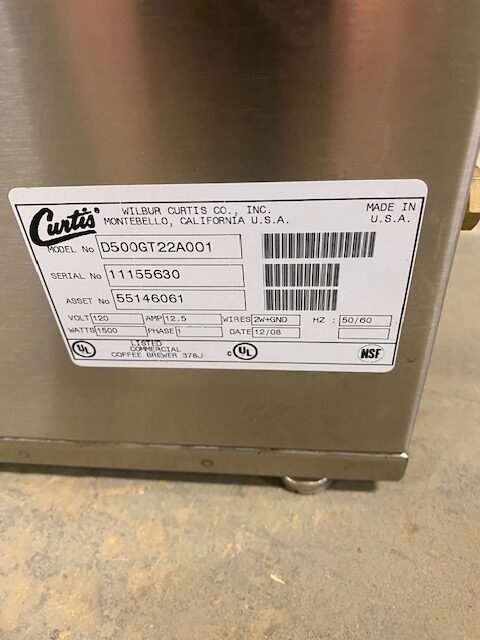 Curtis®
WILBUR CURTIS CO., INC.
MONTEBELLO, CALIFORNIA U.S.A.
MADE IN
U.S.A.
MODEL No D500GT22A001
SERIAL No 11155630
ASSET No 55146061
VOLT 120 AMP 12.5 WIRES 2W+GND HZ : 50/60
WATTS 1500 PHASE 1 DATE 12/08
UL LISTED c UL NSF
COMMERCIAL
COFFEE BREWER 378J